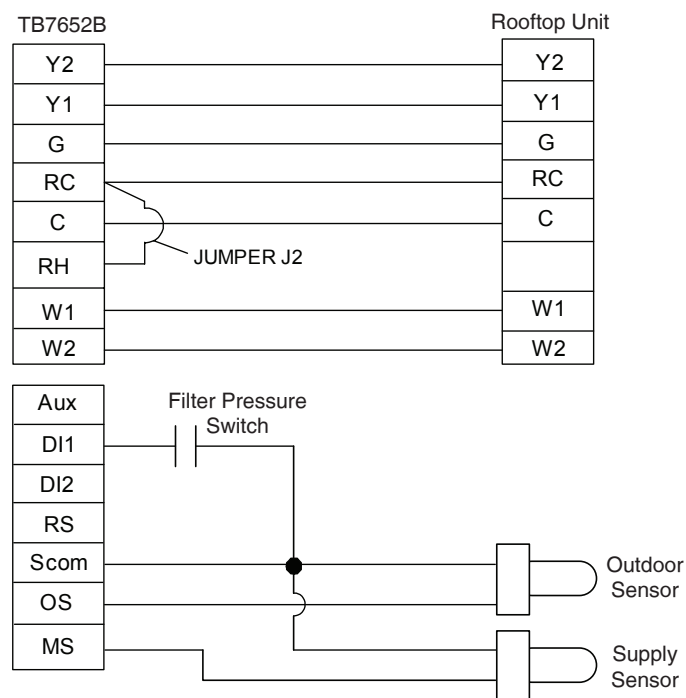 TB7652B
Rooftop Unit
Y2
Y2
Y1
Y1
G
G
RC
RC
C
C
RH
JUMPER J2
W1
W1
W2
W2
Aux
Filter Pressure
Switch
DI1
DI2
RS
Scom
Outdoor
Sensor
OS
MS
Supply
Sensor